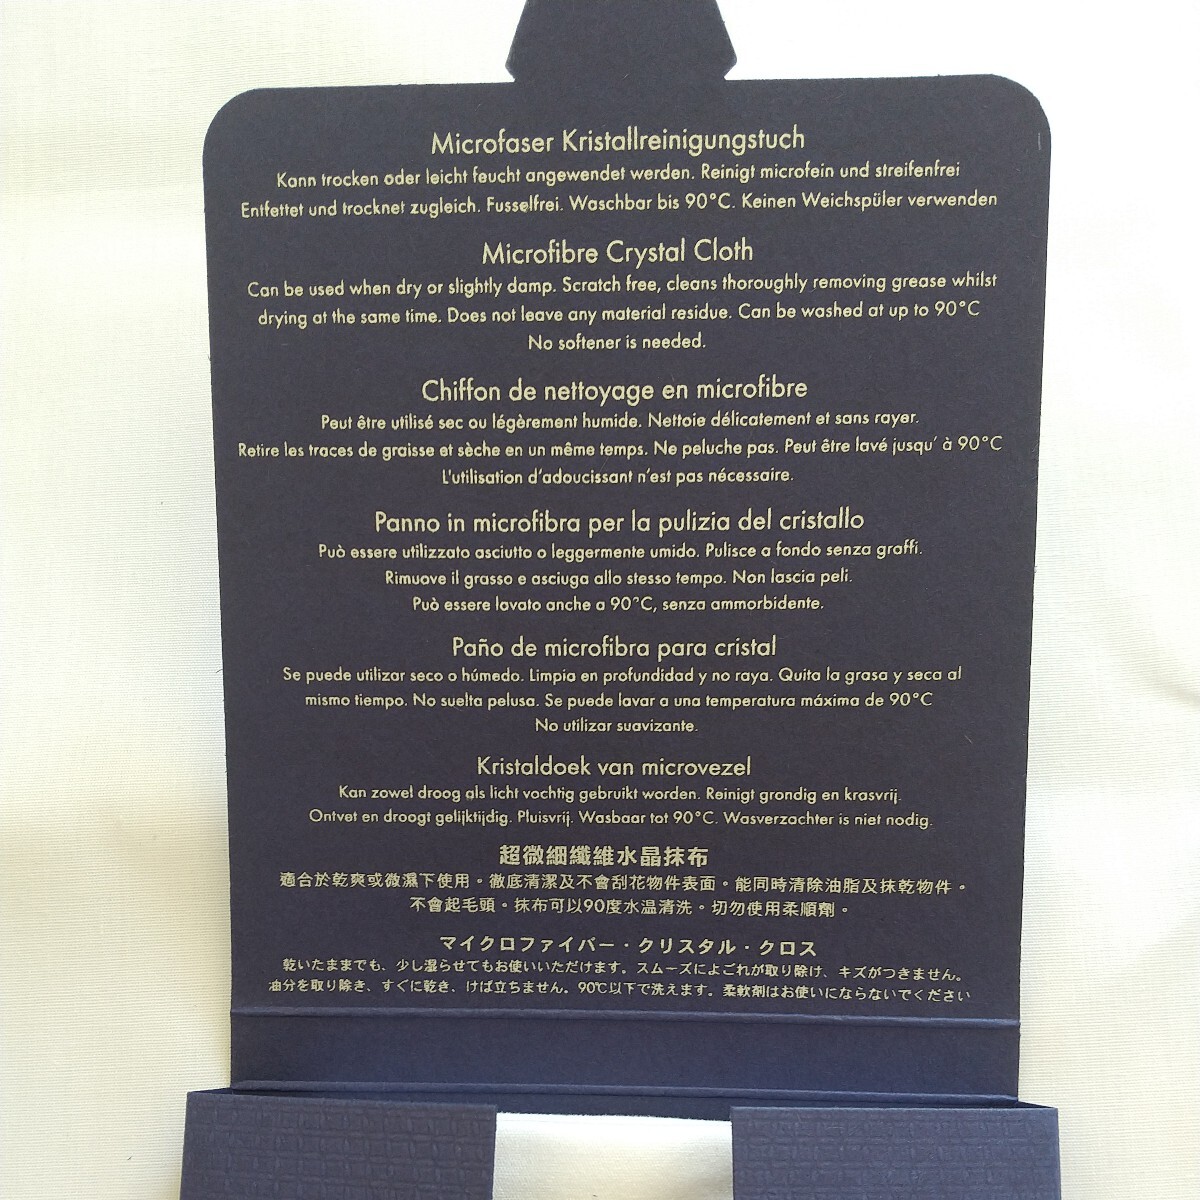 Microfaser Kristallreinigungstuch
Kann trocken oder leicht feucht angewendet werden. Reinigt microfein und streifenfrei
Entfettet und trocknet zugleich. Fusselfrei. Waschbar bis 90°C. Keinen Weichspüler verwenden
Microfibre Crystal Cloth
Can be used when dry or slightly damp. Scratch free, cleans thoroughly removing grease whilst
drying at the same time. Does not leave any material residue. Can be washed at up to 90°C
No softener is needed.
Chiffon de nettoyage en microfibre
Peut être utilisé sec ou légèrement humide. Nettoie délicatement et sans rayer.
Retire les traces de graisse et sèche en un même temps. Ne peluche pas. Peut être lavé jusqu' à 90°C
L'utilisation d'adoucissant n'est pas nécessaire.
Panno in microfibra per la pulizia del cristallo
Può essere utilizzato asciutto o leggermente umido. Pulisce a fondo senza graffi.
Rimuove il grasso e asciuga allo stesso tempo. Non lascia peli.
Può essere lavato anche a 90°C, senza ammorbidente.
Paño de microfibra para cristal
Se puede utilizar seco o húmedo. Limpia en profundidad y no raya. Quita la grasa y seca al
mismo tiempo. No suelta pelusa. Se puede lavar a una temperatura máxima de 90°C
No utilizar suavizante.
Kristaldoek van microvezel
Kan zowel droog als licht vochtig gebruikt worden. Reinigt grondig en krasvrij.
Ontvet en droogt gelijktijdig. Pluisvrij. Wasbaar tot 90°C. Wasverzachter is niet nodig.
超微細纖維水晶抹布
適合於乾爽或微濕下使用。徹底清潔及不會刮花物件表面。能同時清除油脂及抹乾物件。
不會起毛頭。抹布可以90度水温清洗。切勿使用柔順劑。
マイクロファイバー・クリスタル・クロス
乾いたままでも、少し湿らせてもお使いいただけます。スムーズによごれが取り除け、キズがつきません。
油分を取り除き、すぐに乾き、けば立ちません。90℃以下で洗えます。柔軟剤はお使いにならないでください